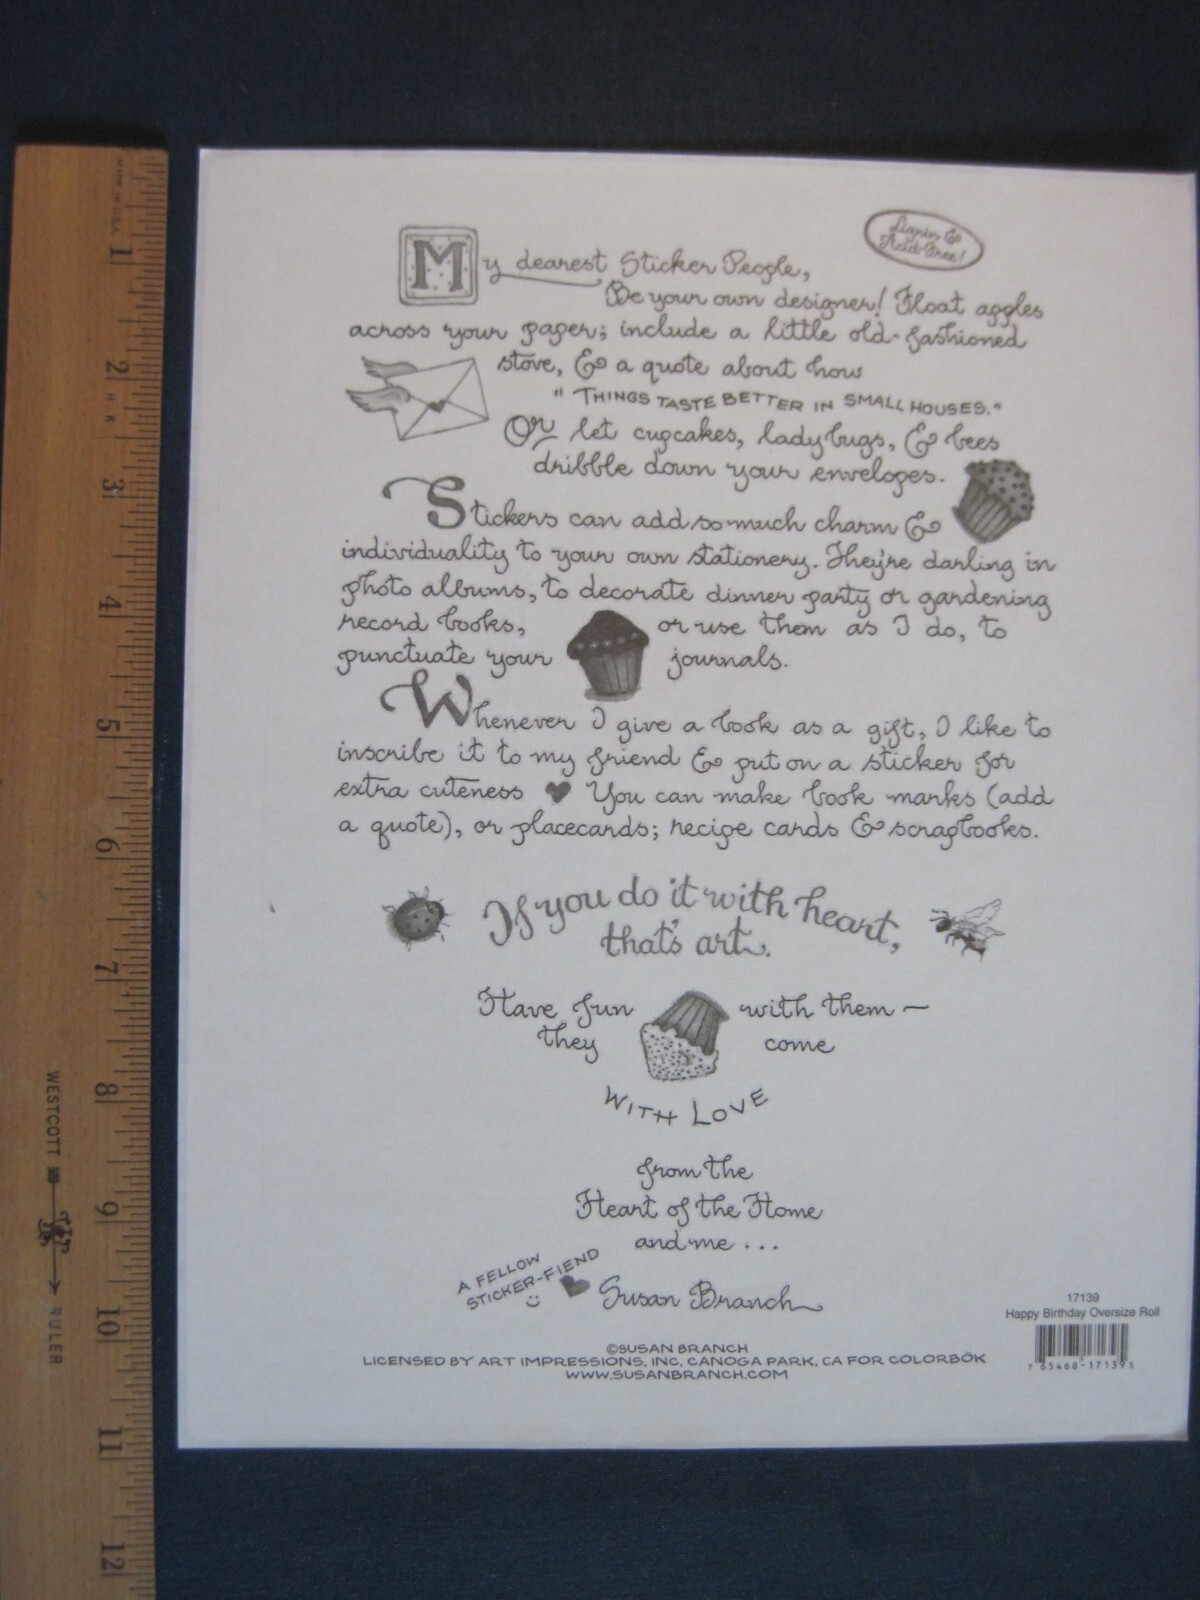 Lignin &
Acid-Free!
My dearest Sticker People,
Be your own designer! Float apples
across your paper; include a little old-fashioned
stove, & a quote about how
"THINGS TASTE BETTER IN SMALL HOUSES."
Or let cupcakes, ladybugs, & bees
dribble down your envelopes.
Stickers can add so much charm &
individuality to your own stationery. They're darling in
photo albums, to decorate dinner party or gardening
record books, or use them as I do, to
punctuate your journals.
Whenever I give a book as a gift, I like to
inscribe it to my friend & put on a sticker for
extra cuteness ♥ You can make book marks (add
a quote), or placecards; recipe cards & scrapbooks.
If you do it with heart,
that's art.
Have fun with them —
they come
WITH LOVE
from the
Heart of the Home
and me ...
A FELLOW
STICKER-FIEND
Susan Branch
©SUSAN BRANCH
LICENSED BY ART IMPRESSIONS, INC, CANOGA PARK, CA FOR COLORBÖK
WWW.SUSANBRANCH.COM
17139
Happy Birthday Oversize Roll
7 65468-17139 5
MADE IN U.S.A.
1
2
H K
3
4
5
6
7
8
9
10
11
12
WESTCOTT
RULER